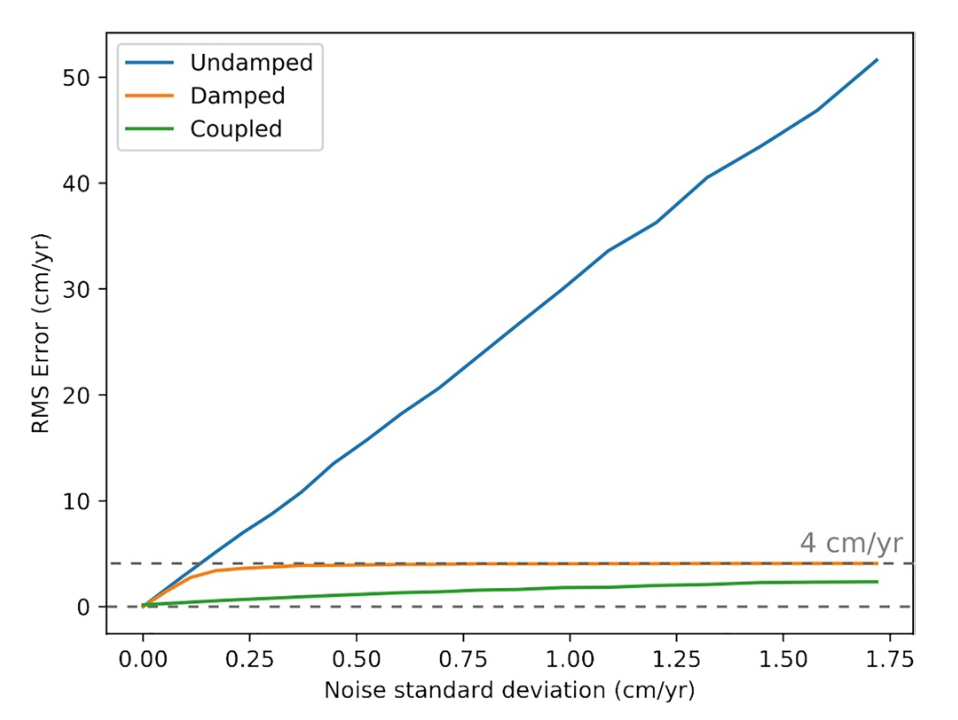 Undamped
Damped
Coupled
50
40
30
20
10
0
RMS Error (cm/yr)
4 cm/yr
0.00 0.25 0.50 0.75 1.00 1.25 1.50 1.75
Noise standard deviation (cm/yr)